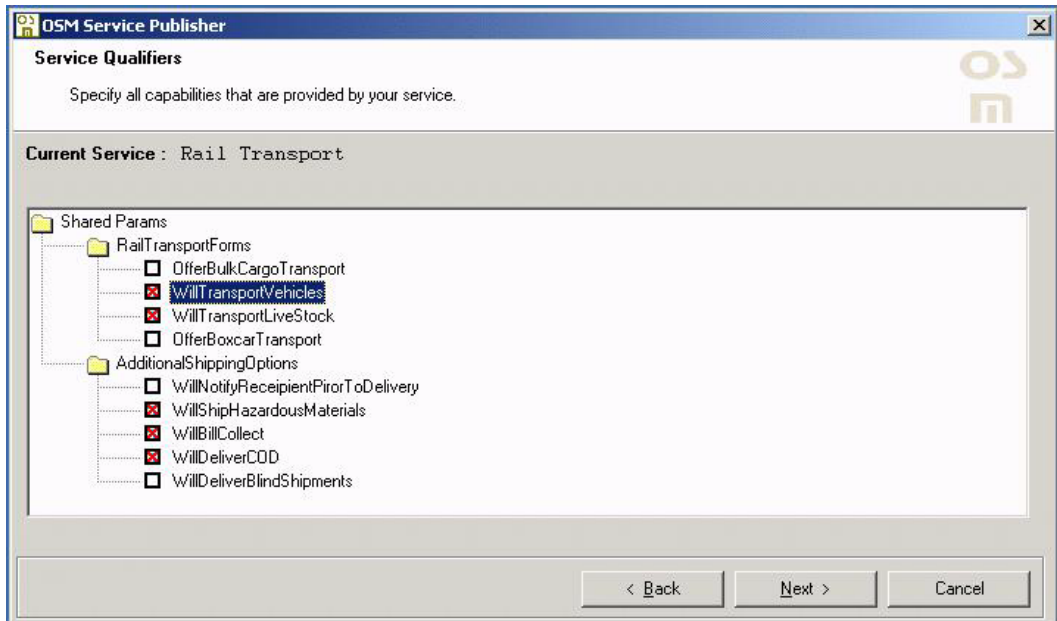 OSM Service Publisher
Service Qualifiers
Specify all capabilities that are provided by your service.
OSM
Current Service : Rail Transport
Shared Params
RailTransportForms
OfferBulkCargoTransport
WillTransportVehicles
WillTransportLiveStock
OfferBoxcarTransport
AdditionalShippingOptions
WillNotifyReceipientPirorToDelivery
WillShipHazardousMaterials
WillBillCollect
WillDeliverCOD
WillDeliverBlindShipments
< Back Next > Cancel